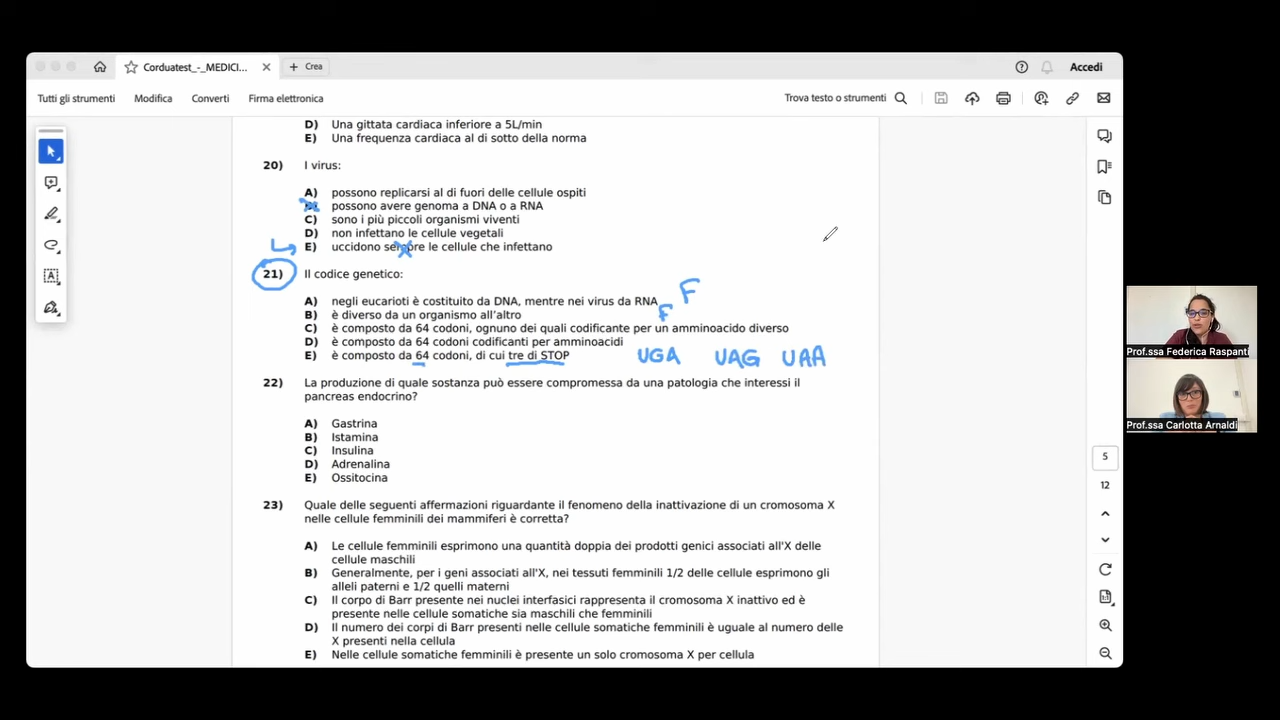 Corduatest_-_MEDICI...
Crea
Accedi
Tutti gli strumenti
Modifica
Converti
Firma elettronica
Trova testo o strumenti
D) Una gittata cardiaca inferiore a 5L/min
E) Una frequenza cardiaca al di sotto della norma
20) I virus:
A) possono replicarsi al di fuori delle cellule ospiti
possono avere genoma a DNA o a RNA
C) sono i più piccoli organismi viventi
D) non infettano le cellule vegetali
E) uccidono sempre le cellule che infettano
21) Il codice genetico:
A) negli eucarioti è costituito da DNA, mentre nei virus da RNA F
B) è diverso da un organismo all'altro F
C) è composto da 64 codoni, ognuno dei quali codificante per un amminoacido diverso
D) è composto da 64 codoni codificanti per amminoacidi
E) è composto da 64 codoni, di cui tre di STOP UGA UAG UAA
22) La produzione di quale sostanza può essere compromessa da una patologia che interessi il
pancreas endocrino?
A) Gastrina
B) Istamina
C) Insulina
D) Adrenalina
E) Ossitocina
23) Quale delle seguenti affermazioni riguardante il fenomeno della inattivazione di un cromosoma X
nelle cellule femminili dei mammiferi è corretta?
A) Le cellule femminili esprimono una quantità doppia dei prodotti genici associati all'X delle
cellule maschili
B) Generalmente, per i geni associati all'X, nei tessuti femminili 1/2 delle cellule esprimono gli
alleli paterni e 1/2 quelli materni
C) Il corpo di Barr presente nei nuclei interfasici rappresenta il cromosoma X inattivo ed è
presente nelle cellule somatiche sia maschili che femminili
D) Il numero dei corpi di Barr presenti nelle cellule somatiche femminili è uguale al numero delle
X presenti nella cellula
E) Nelle cellule somatiche femminili è presente un solo cromosoma X per cellula
5
12
Prof.ssa Federica Raspanti
Prof.ssa Carlotta Arnaldi